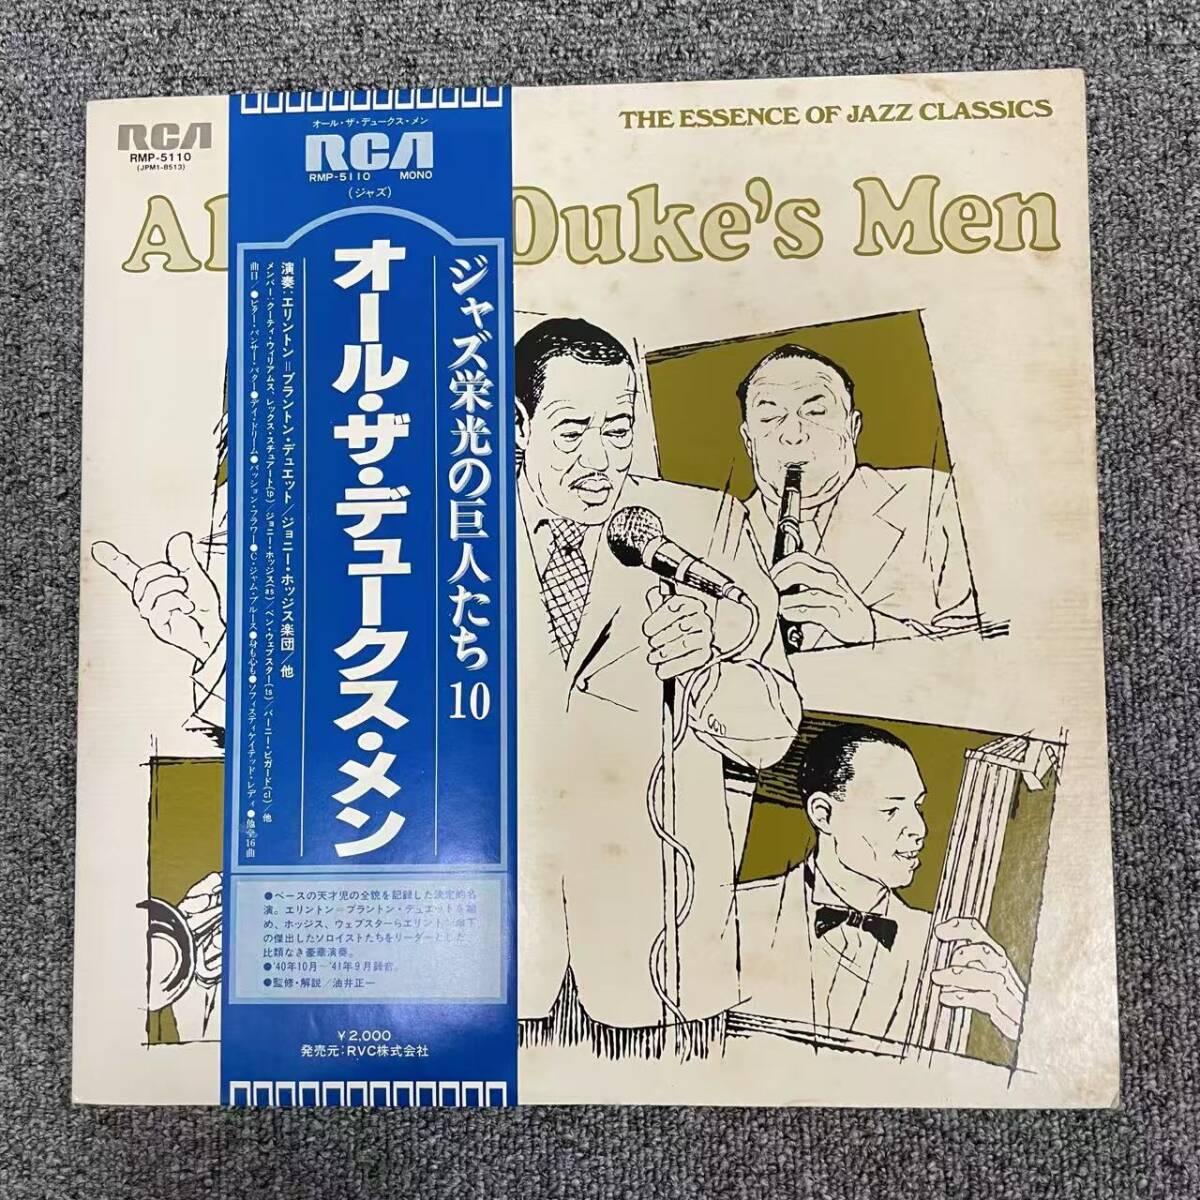 RCA
RMP-5110
(JPM1-8513)
THE ESSENCE OF JAZZ CLASSICS
Al Duke's Men
オール・ザ・デュークス・メン
RCA
RMP-5110 MONO
(ジャズ)
ジャズ栄光の巨人たち 10
オール・ザ・デュークス・メン
演奏:エリントン=ブラントン・デュエット/ジョニー・ホッジス楽団/他
メンバー:クーティ・ウィリアムス、レックス・スチュアート(tp)/ジョニー・ホッジス(as)/ベン・ウェブスター(ts)/バーニー・ビガード(cl)/他
曲目/●ピター・パンサー・パター●デイ・ドリーム●パッション・フラワー●C・ジャム・ブルース●身も心も●ソフィスティケイテッド・レディ●他全16曲
●ベースの天才児の全貌を記録した決定的名
演。エリントン=ブラントン・デュエットを始
め、ホッジス、ウェブスターらエリントン傘下
の傑出したソロイストたちをリーダーとした
比類なき豪華演奏。
●'40年10月〜'41年9月録音。
●監修・解説/油井正一
¥2,000
発売元:RVC株式会社